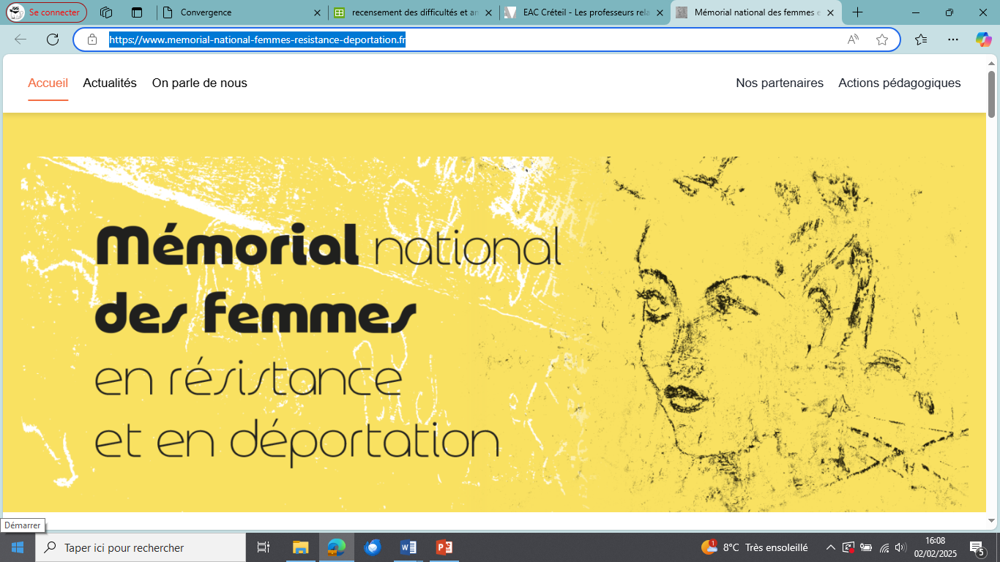 Se connecter
Convergence
recensement des difficultés et an
EAC Créteil - Les professeurs rela
Mémorial national des femmes e
https://www.memorial-national-femmes-resistance-deportation.fr
Accueil
Actualités
On parle de nous
Nos partenaires
Actions pédagogiques
Mémorial national
des femmes
en résistance
et en déportation
Démarrer
Taper ici pour rechercher
1
8°C Très ensoleillé
16:08
02/02/2025
5